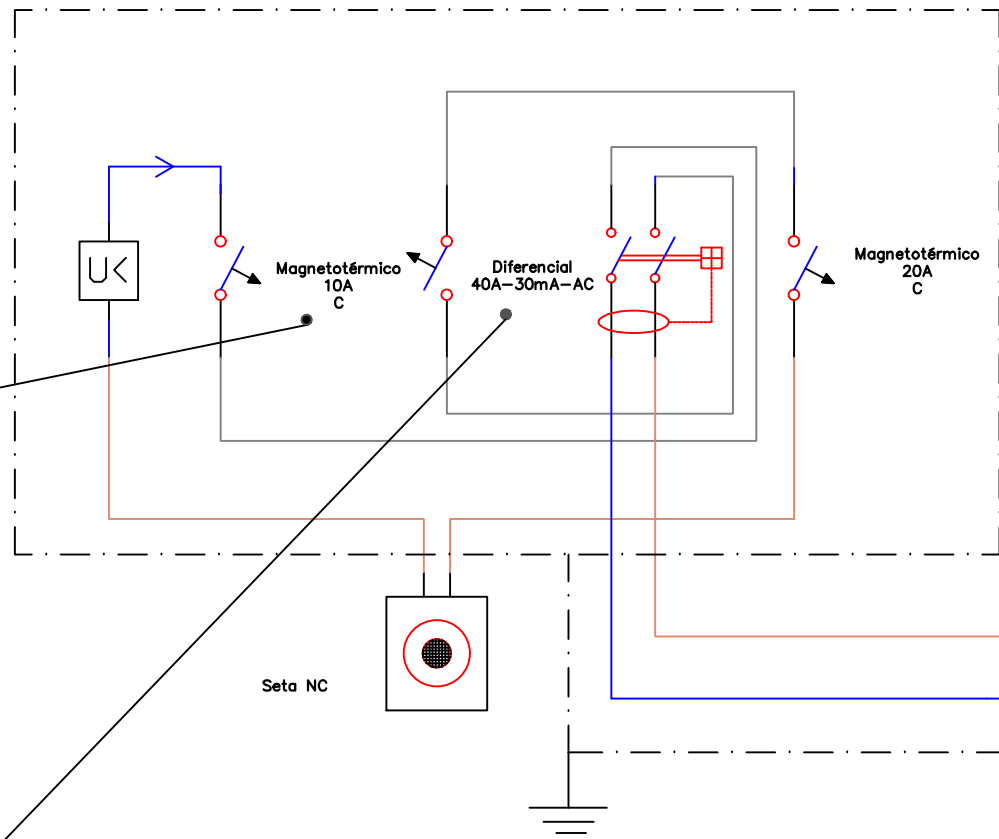 U<
Magnetotérmico
10A
C
Diferencial
40A-30mA-AC
Magnetotérmico
20A
C
Seta NC